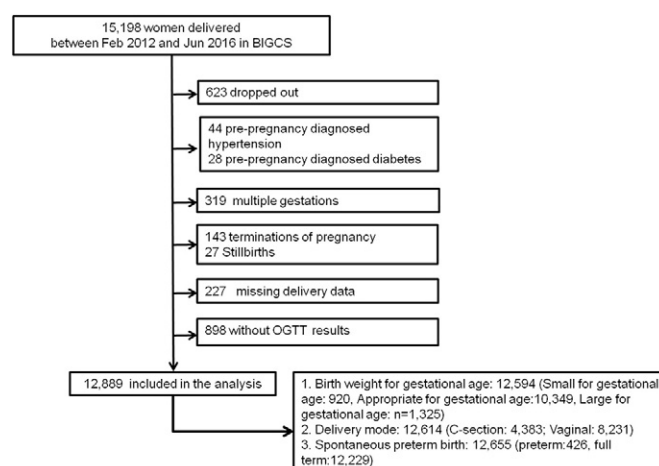 15,198 women delivered
between Feb 2012 and Jun 2016 in BIGCS
623 dropped out
44 pre-pregnancy diagnosed
hypertension
28 pre-pregnancy diagnosed diabetes
319 multiple gestations
143 terminations of pregnancy
27 Stillbirths
227 missing delivery data
898 without OGTT results
12,889 included in the analysis
1. Birth weight for gestational age: 12,594 (Small for gestational
age: 920, Appropriate for gestational age:10,349, Large for
gestational age: n=1,325)
2. Delivery mode: 12,614 (C-section: 4,383; Vaginal: 8,231)
3. Spontaneous preterm birth: 12,655 (preterm:426, full
term:12,229)